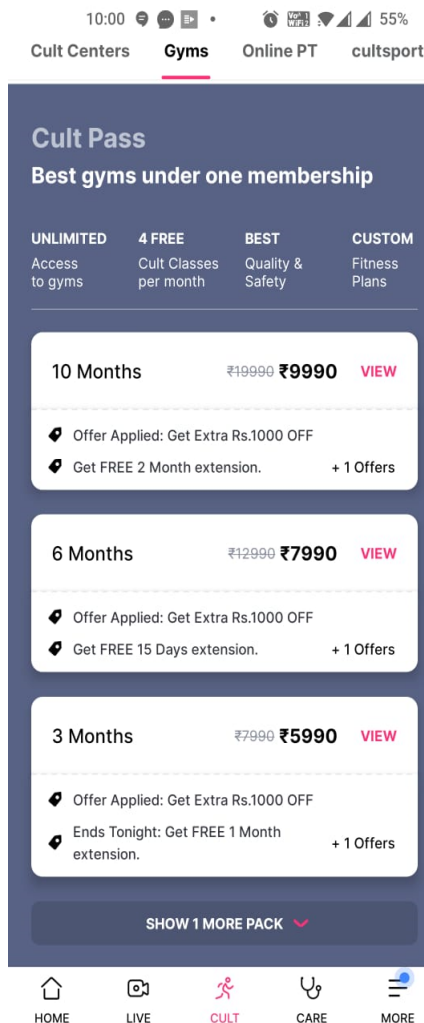 10:00 55%
Cult Centers Gyms Online PT cultsport
Cult Pass
Best gyms under one membership
UNLIMITED 4 FREE BEST CUSTOM
Access Cult Classes Quality & Fitness
to gyms per month Safety Plans
10 Months ₹19990 ₹9990 VIEW
Offer Applied: Get Extra Rs.1000 OFF
Get FREE 2 Month extension. + 1 Offers
6 Months ₹12990 ₹7990 VIEW
Offer Applied: Get Extra Rs.1000 OFF
Get FREE 15 Days extension. + 1 Offers
3 Months ₹7990 ₹5990 VIEW
Offer Applied: Get Extra Rs.1000 OFF
Ends Tonight: Get FREE 1 Month
extension. + 1 Offers
SHOW 1 MORE PACK
HOME LIVE CULT CARE MORE